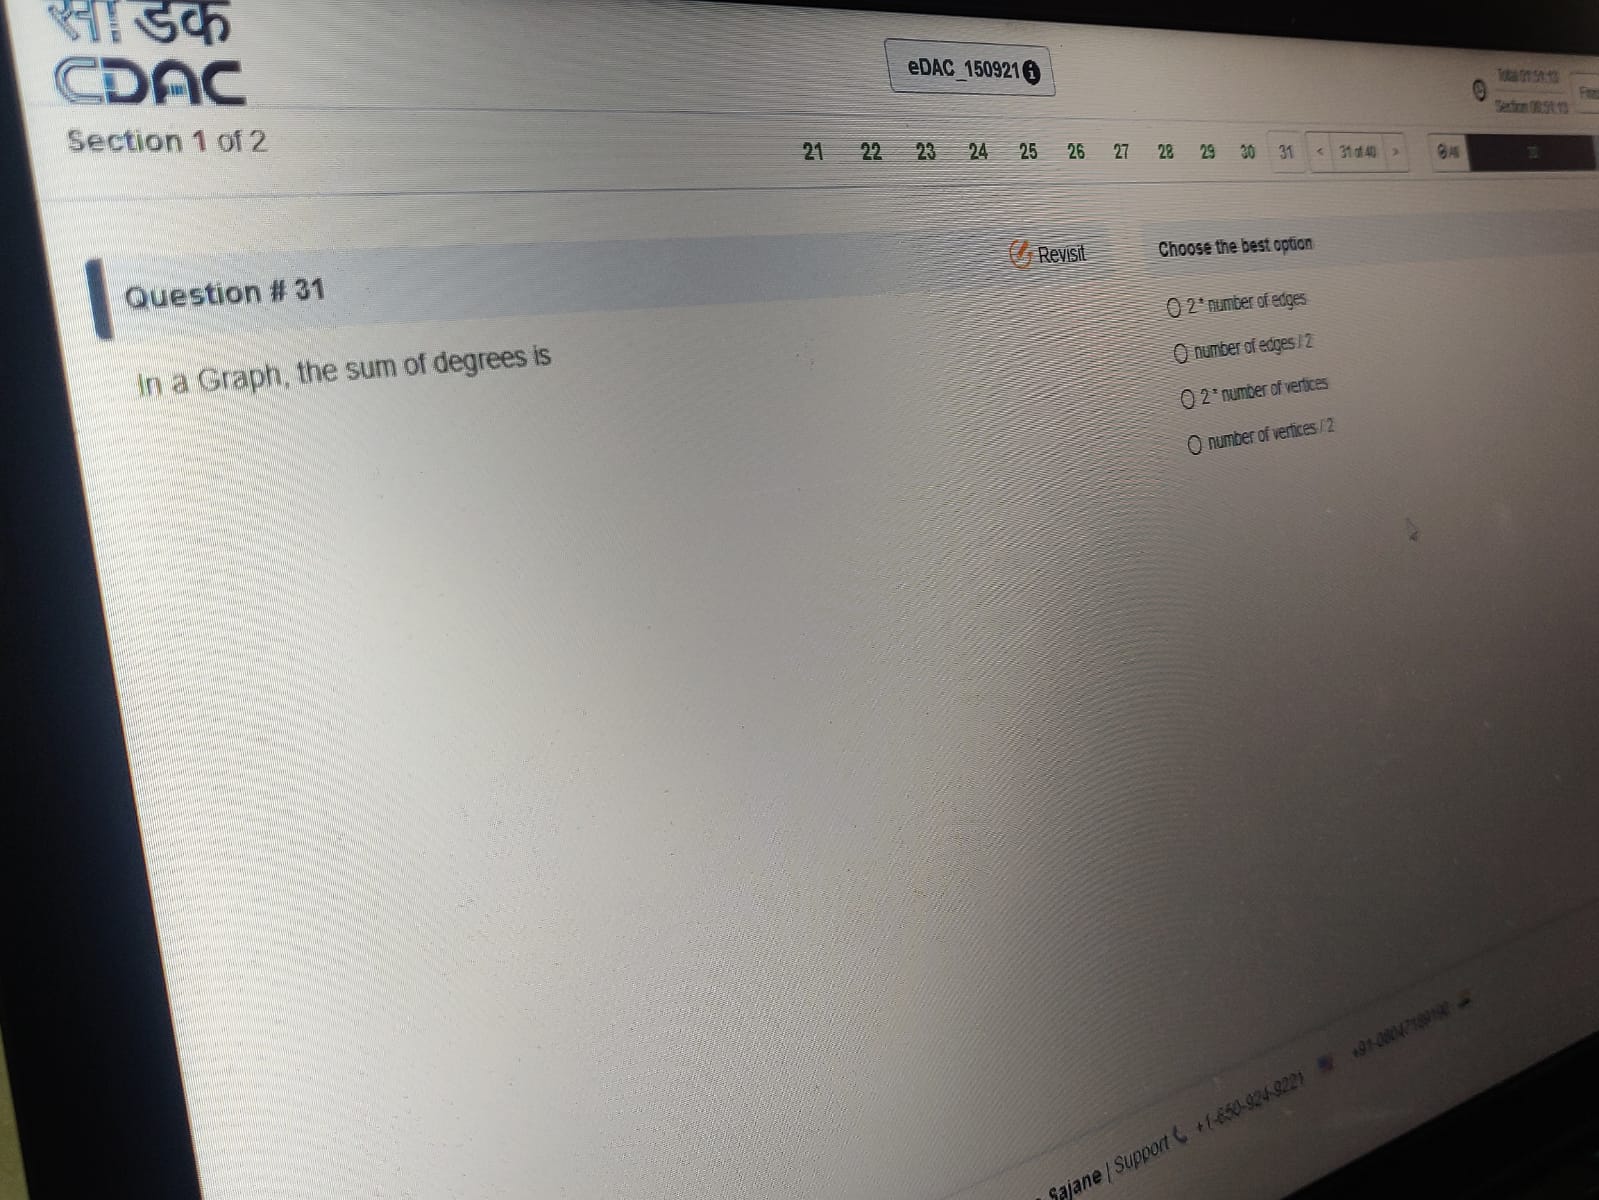 सी डैक
CDAC
eDAC_150921
Total 01:51:13
Section 00:51:13
Section 1 of 2
21 22 23 24 25 26 27 28 29 30 31 < 31 of 40 > All
Question # 31
Revisit
In a Graph, the sum of degrees is
Choose the best option
2 * number of edges
number of edges / 2
2 * number of vertices
number of vertices / 2
Sajane | Support +1-650-924-9221